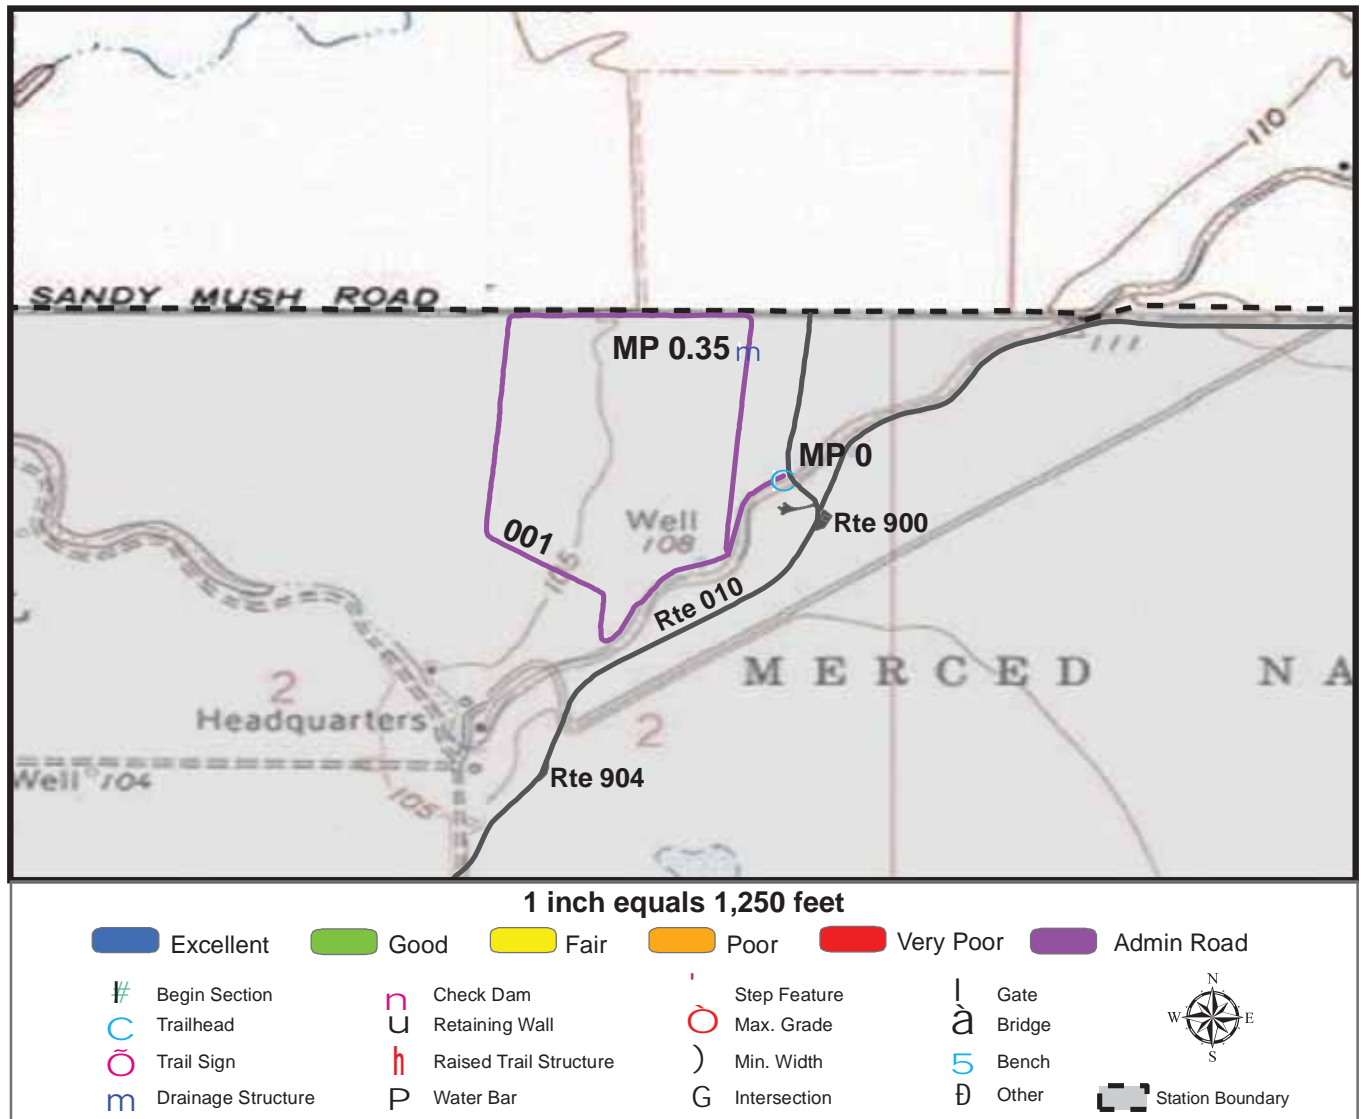 110
SANDY MUSH ROAD
MP 0.35 m
111
MP 0
Well
108
001
Rte 900
105
Rte 010
MERCED NA
2
Headquarters
2
Well 104
Rte 904
105
1 inch equals 1,250 feet
Excellent Good Fair Poor Very Poor Admin Road
Begin Section n Check Dam ' Step Feature l Gate
C Trailhead u Retaining Wall Ò Max. Grade à Bridge
Õ Trail Sign h Raised Trail Structure ) Min. Width 5 Bench
m Drainage Structure P Water Bar G Intersection Ð Other Station Boundary
N
W E
S